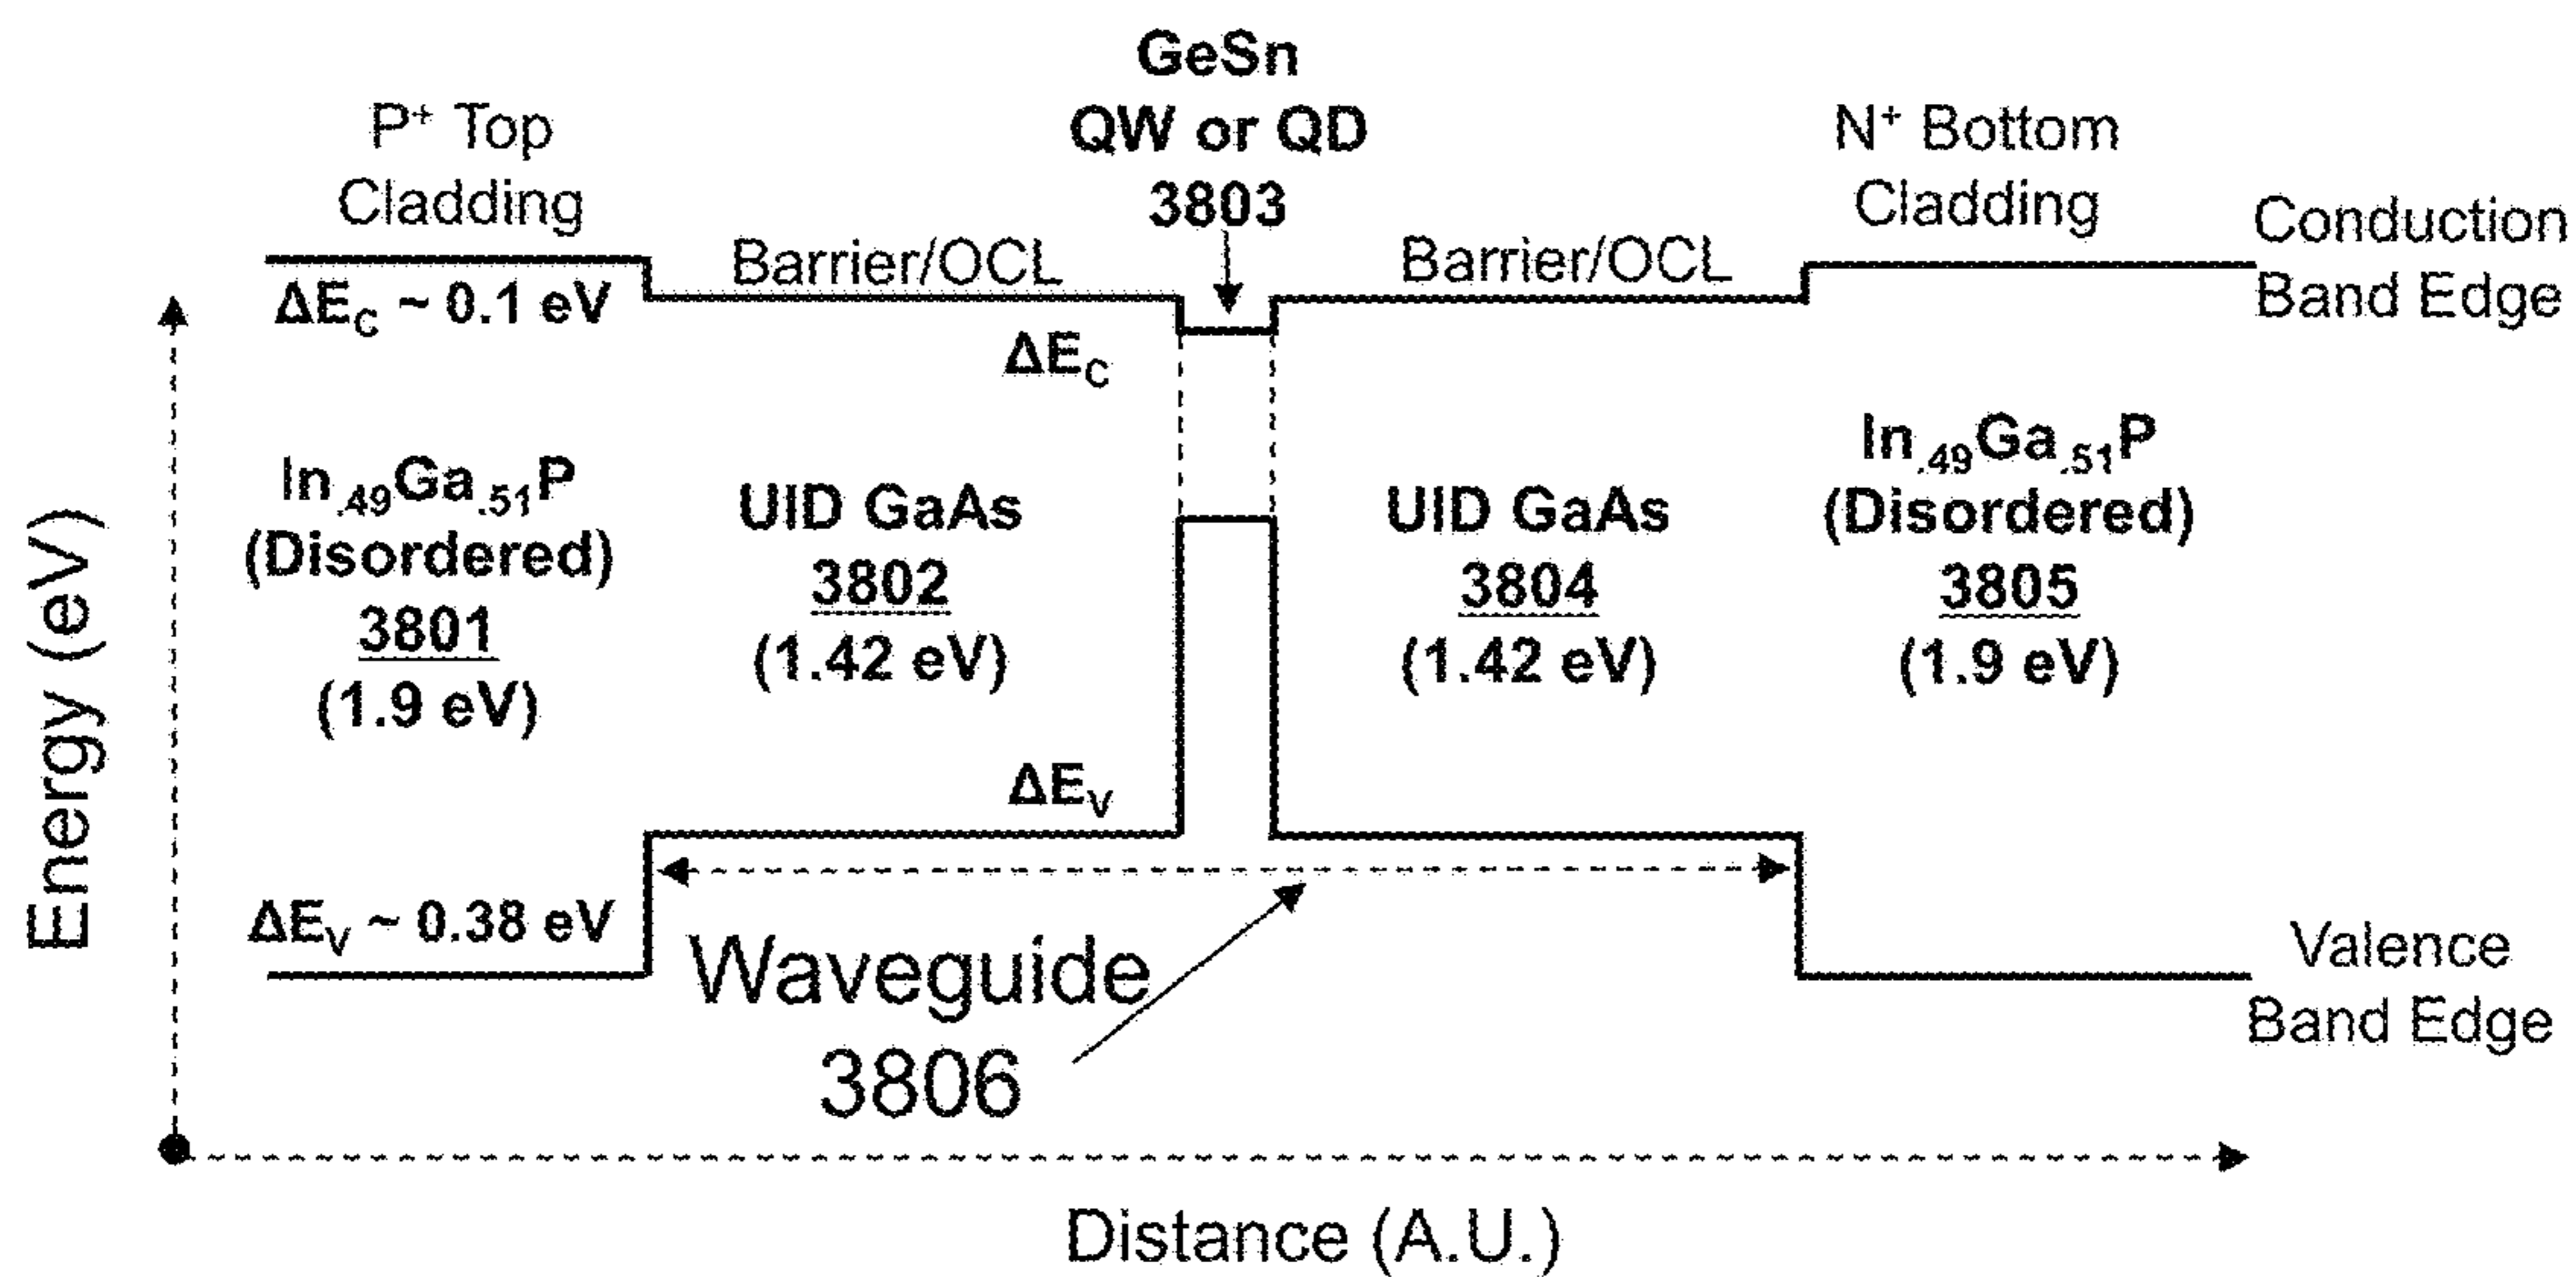 GeSn
QW or QD
3803
P⁺ Top
Cladding
N⁺ Bottom
Cladding
Conduction
Band Edge
Barrier/OCL
Barrier/OCL
ΔE_C ~ 0.1 eV
ΔE_C
In.₄₉Ga.₅₁P
(Disordered)
3801
(1.9 eV)
UID GaAs
3802
(1.42 eV)
UID GaAs
3804
(1.42 eV)
In.₄₉Ga.₅₁P
(Disordered)
3805
(1.9 eV)
Energy (eV)
ΔE_V
ΔE_V ~ 0.38 eV
Waveguide
3806
Valence
Band Edge
Distance (A.U.)